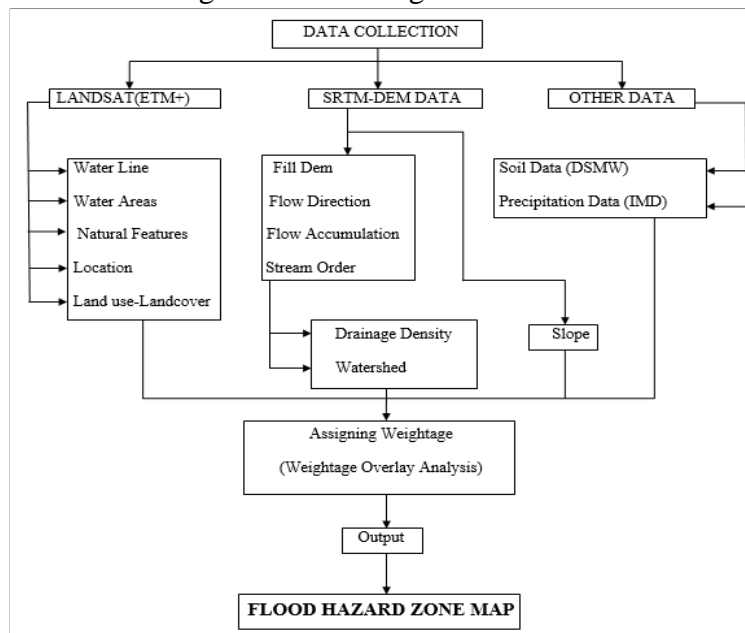 DATA COLLECTION
LANDSAT(ETM+)
SRTM-DEM DATA
OTHER DATA
Water Line
Water Areas
Natural Features
Location
Land use-Landcover
Fill Dem
Flow Direction
Flow Accumulation
Stream Order
Soil Data (DSMW)
Precipitation Data (IMD)
Drainage Density
Watershed
Slope
Assigning Weightage
(Weightage Overlay Analysis)
Output
FLOOD HAZARD ZONE MAP